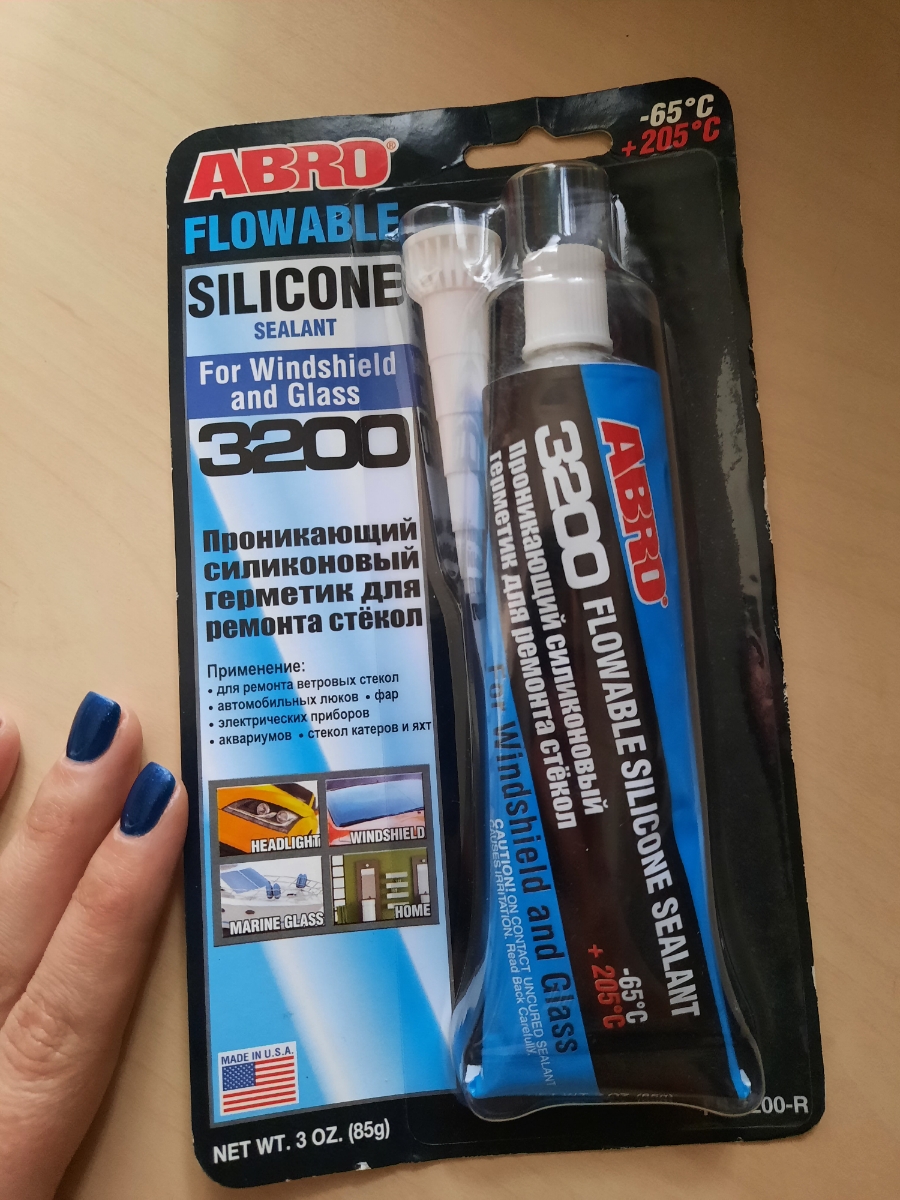 -65°C
+205°C
ABRO®
FLOWABLE
SILICONE
SEALANT
For Windshield
and Glass
3200
Проникающий
силиконовый
герметик для
ремонта стёкол
Применение:
• для ремонта ветровых стекол
• автомобильных люков • фар
• электрических приборов
• аквариумов • стекол катеров и яхт
HEADLIGHT
WINDSHIELD
MARINE GLASS
HOME
MADE IN U.S.A.
NET WT. 3 OZ. (85g)
ABRO®
3200 FLOWABLE SILICONE SEALANT
Проникающий силиконовый
герметик для ремонта стёкол
For Windshield and Glass
CAUTION! ON CONTACT UNCURED SEALANT
CAUSES IRRITATION. Read Back Carefully.
-65°C
+205°C
200-R